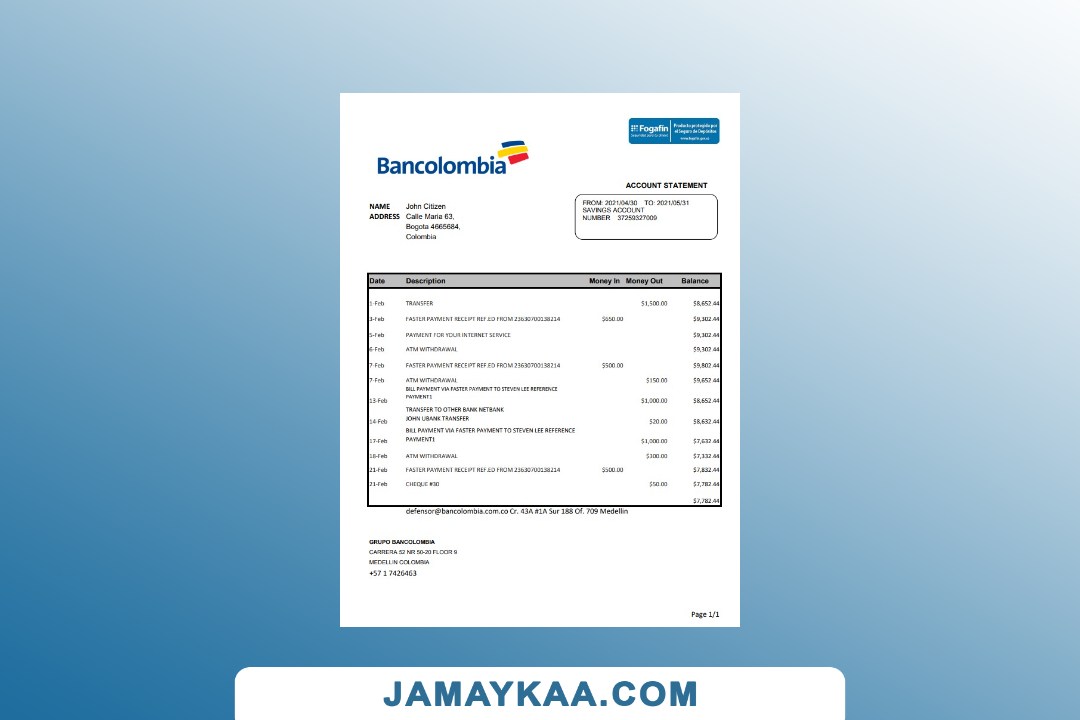 Fogafin
Producto protegido por
el Seguro de Depósitos
Bancolombia
ACCOUNT STATEMENT
NAME John Citizen
ADDRESS Calle Maria 63,
Bogota 4665684,
Colombia
FROM: 2021/04/30 TO: 2021/05/31
SAVINGS ACCOUNT
NUMBER 37259327009
Date Description Money In Money Out Balance
1-Feb TRANSFER $1,500.00 $8,652.44
3-Feb FASTER PAYMENT RECEIPT REF.ED FROM 23630700138214 $650.00 $9,302.44
5-Feb PAYMENT FOR YOUR INTERNET SERVICE $9,302.44
6-Feb ATM WITHDRAWAL $9,302.44
7-Feb FASTER PAYMENT RECEIPT REF.ED FROM 23630700138214 $500.00 $9,802.44
7-Feb ATM WITHDRAWAL $150.00 $9,652.44
BILL PAYMENT VIA FASTER PAYMENT TO STEVEN LEE REFERENCE
PAYMENT1
13-Feb $1,000.00 $8,652.44
TRANSFER TO OTHER BANK NETBANK
JOHN UBANK TRANSFER
14-Feb $20.00 $8,632.44
BILL PAYMENT VIA FASTER PAYMENT TO STEVEN LEE REFERENCE
17-Feb PAYMENT1 $1,000.00 $7,632.44
18-Feb ATM WITHDRAWAL $300.00 $7,332.44
21-Feb FASTER PAYMENT RECEIPT REF.ED FROM 23630700138214 $500.00 $7,832.44
21-Feb CHEQUE #30 $50.00 $7,782.44
$7,782.44
defensor@bancolombia.com.co Cr. 43A #1A Sur 188 Of. 709 Medellin
GRUPO BANCOLOMBIA
CARRERA 52 NR 50-20 FLOOR 9
MEDELLIN COLOMBIA
+57 1 7426463
Page 1/1
JAMAYKAA.COM